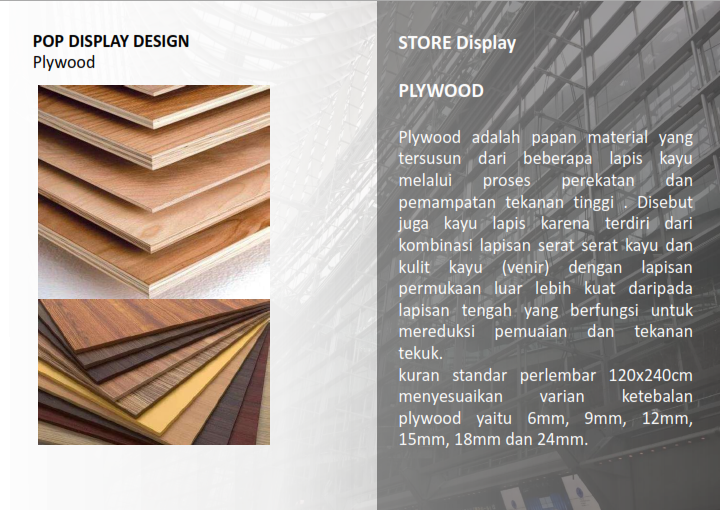 POP DISPLAY DESIGN
Plywood
STORE Display
PLYWOOD
Plywood adalah papan material yang
tersusun dari beberapa lapis kayu
melalui proses perekatan dan
pemampatan tekanan tinggi . Disebut
juga kayu lapis karena terdiri dari
kombinasi lapisan serat serat kayu dan
kulit kayu (venir) dengan lapisan
permukaan luar lebih kuat daripada
lapisan tengah yang berfungsi untuk
mereduksi pemuaian dan tekanan
tekuk.
kuran standar perlembar 120x240cm
menyesuaikan varian ketebalan
plywood yaitu 6mm, 9mm, 12mm,
15mm, 18mm dan 24mm.